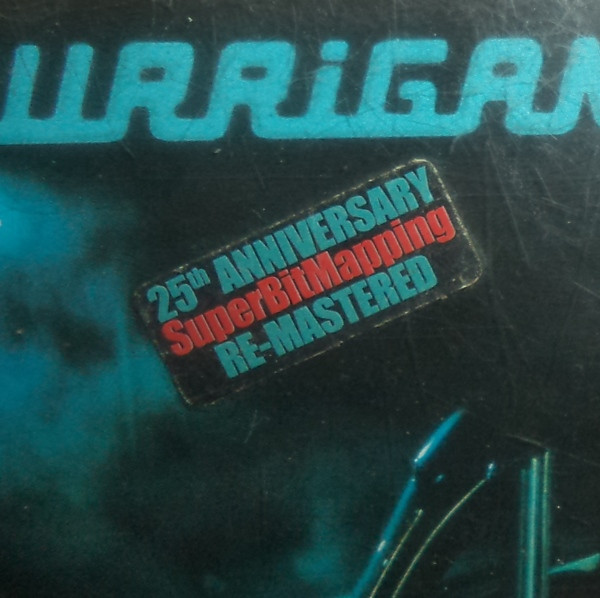 URRiGAN
25th ANNIVERSARY
SuperBitMapping
RE-MASTERED